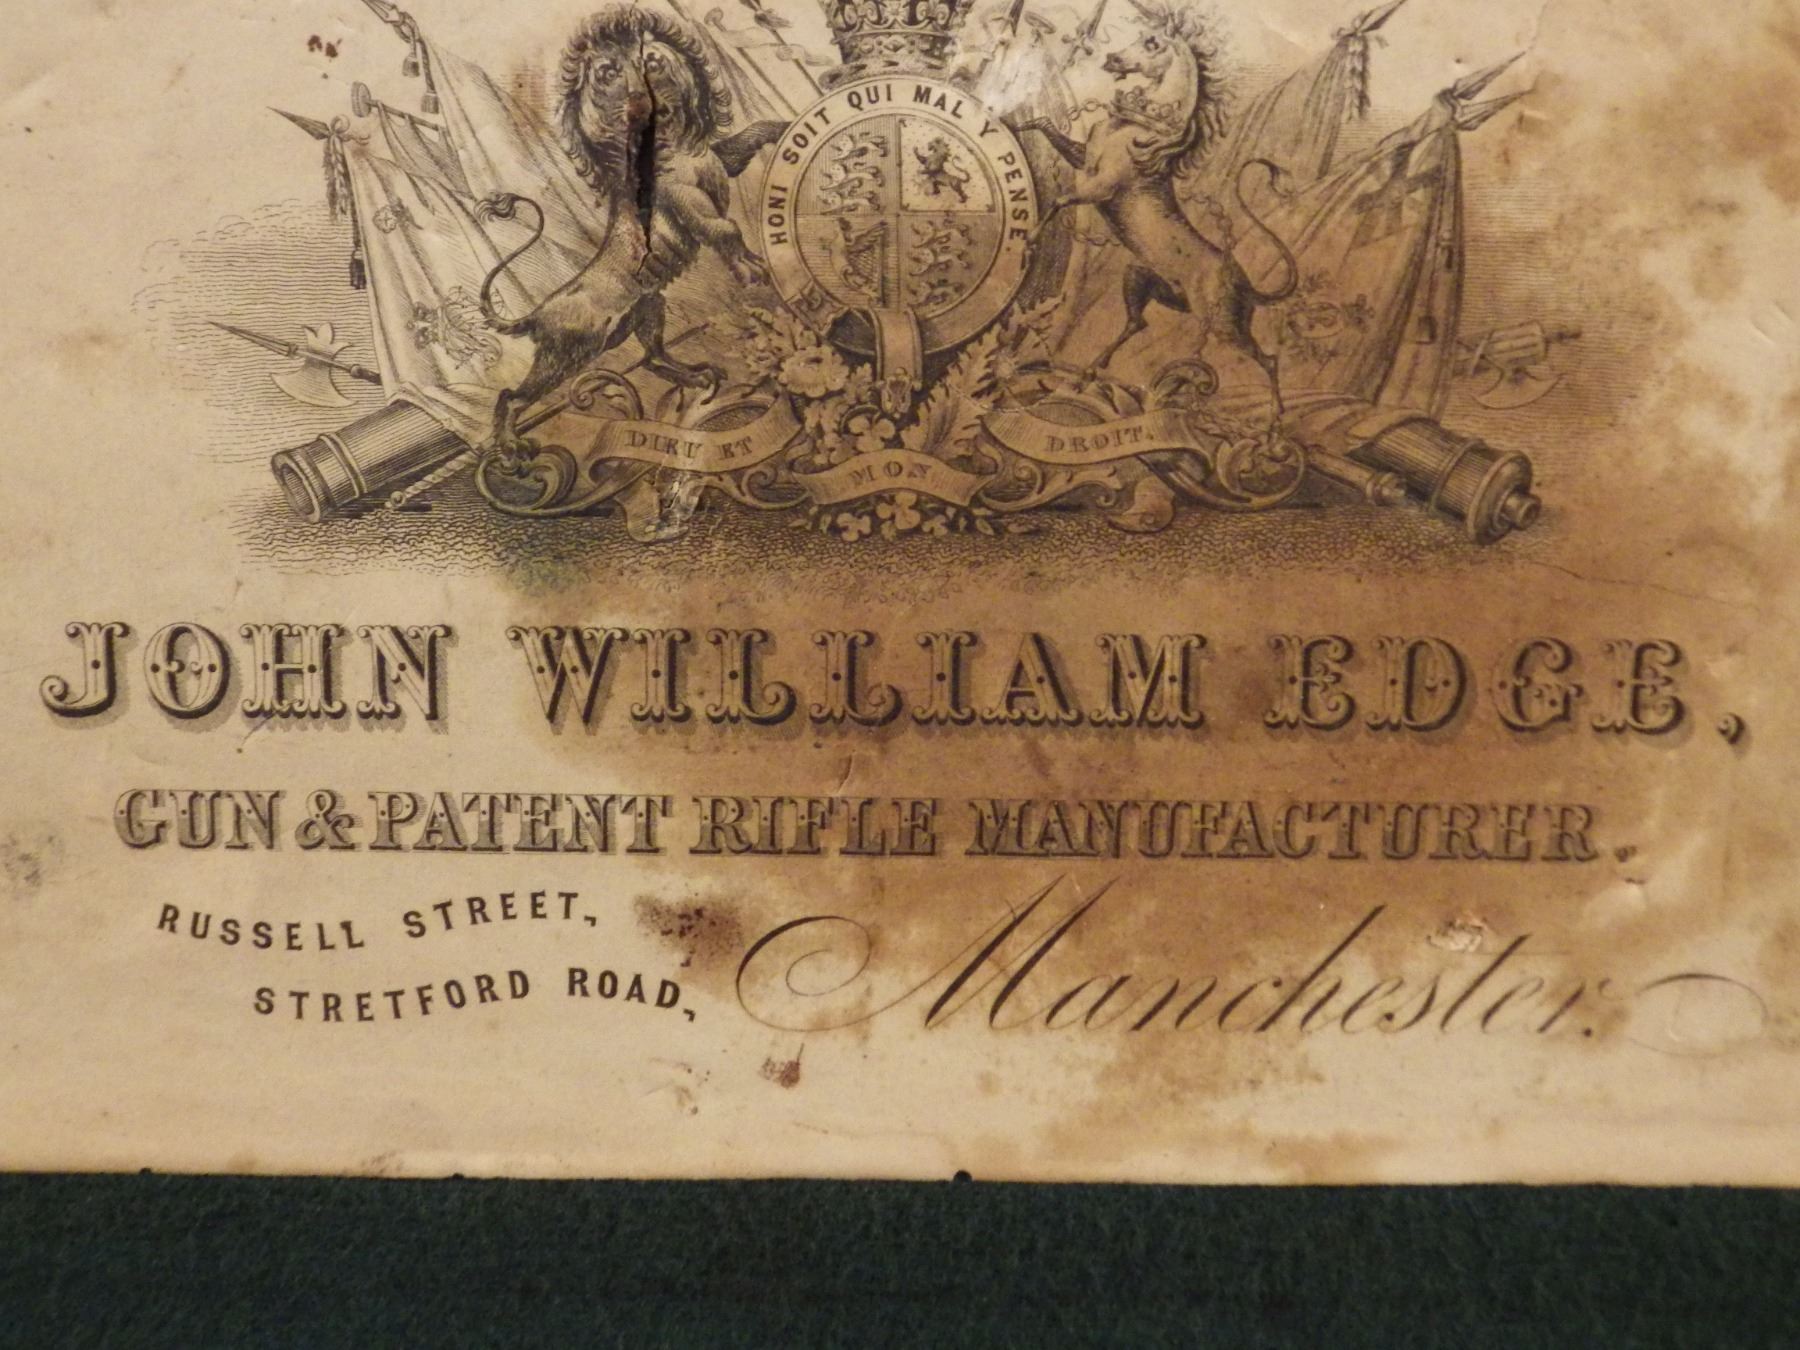 HONI SOIT QUI MAL Y PENSE
DIEU ET
MON
DROIT.
JOHN WILLIAM EDGE,
GUN & PATENT RIFLE MANUFACTURER.
RUSSELL STREET,
STRETFORD ROAD,
Manchester.